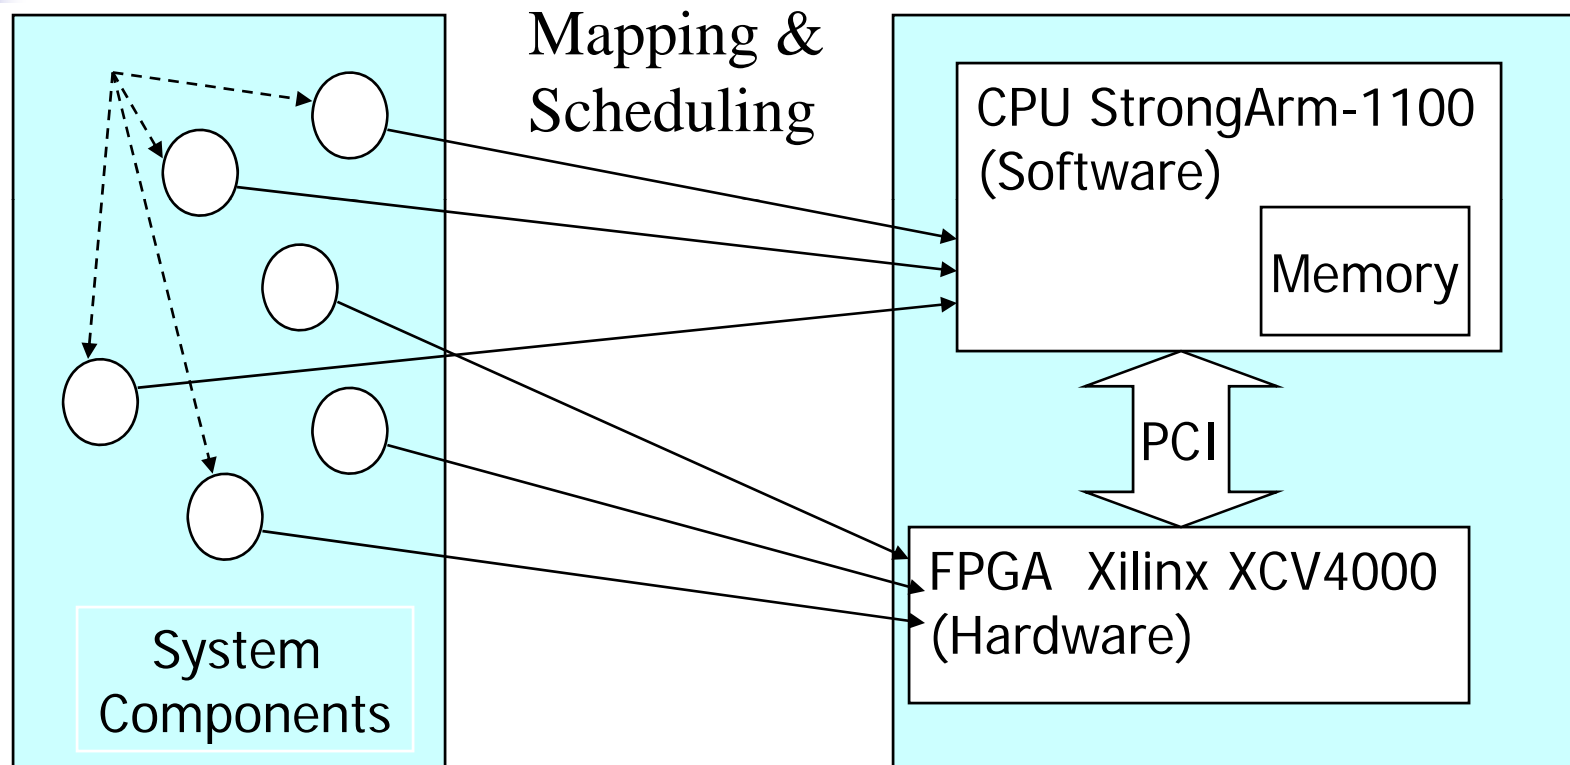 Mapping &
Scheduling
CPU StrongArm-1100
(Software)
Memory
PCI
FPGA Xilinx XCV4000
(Hardware)
System
Components